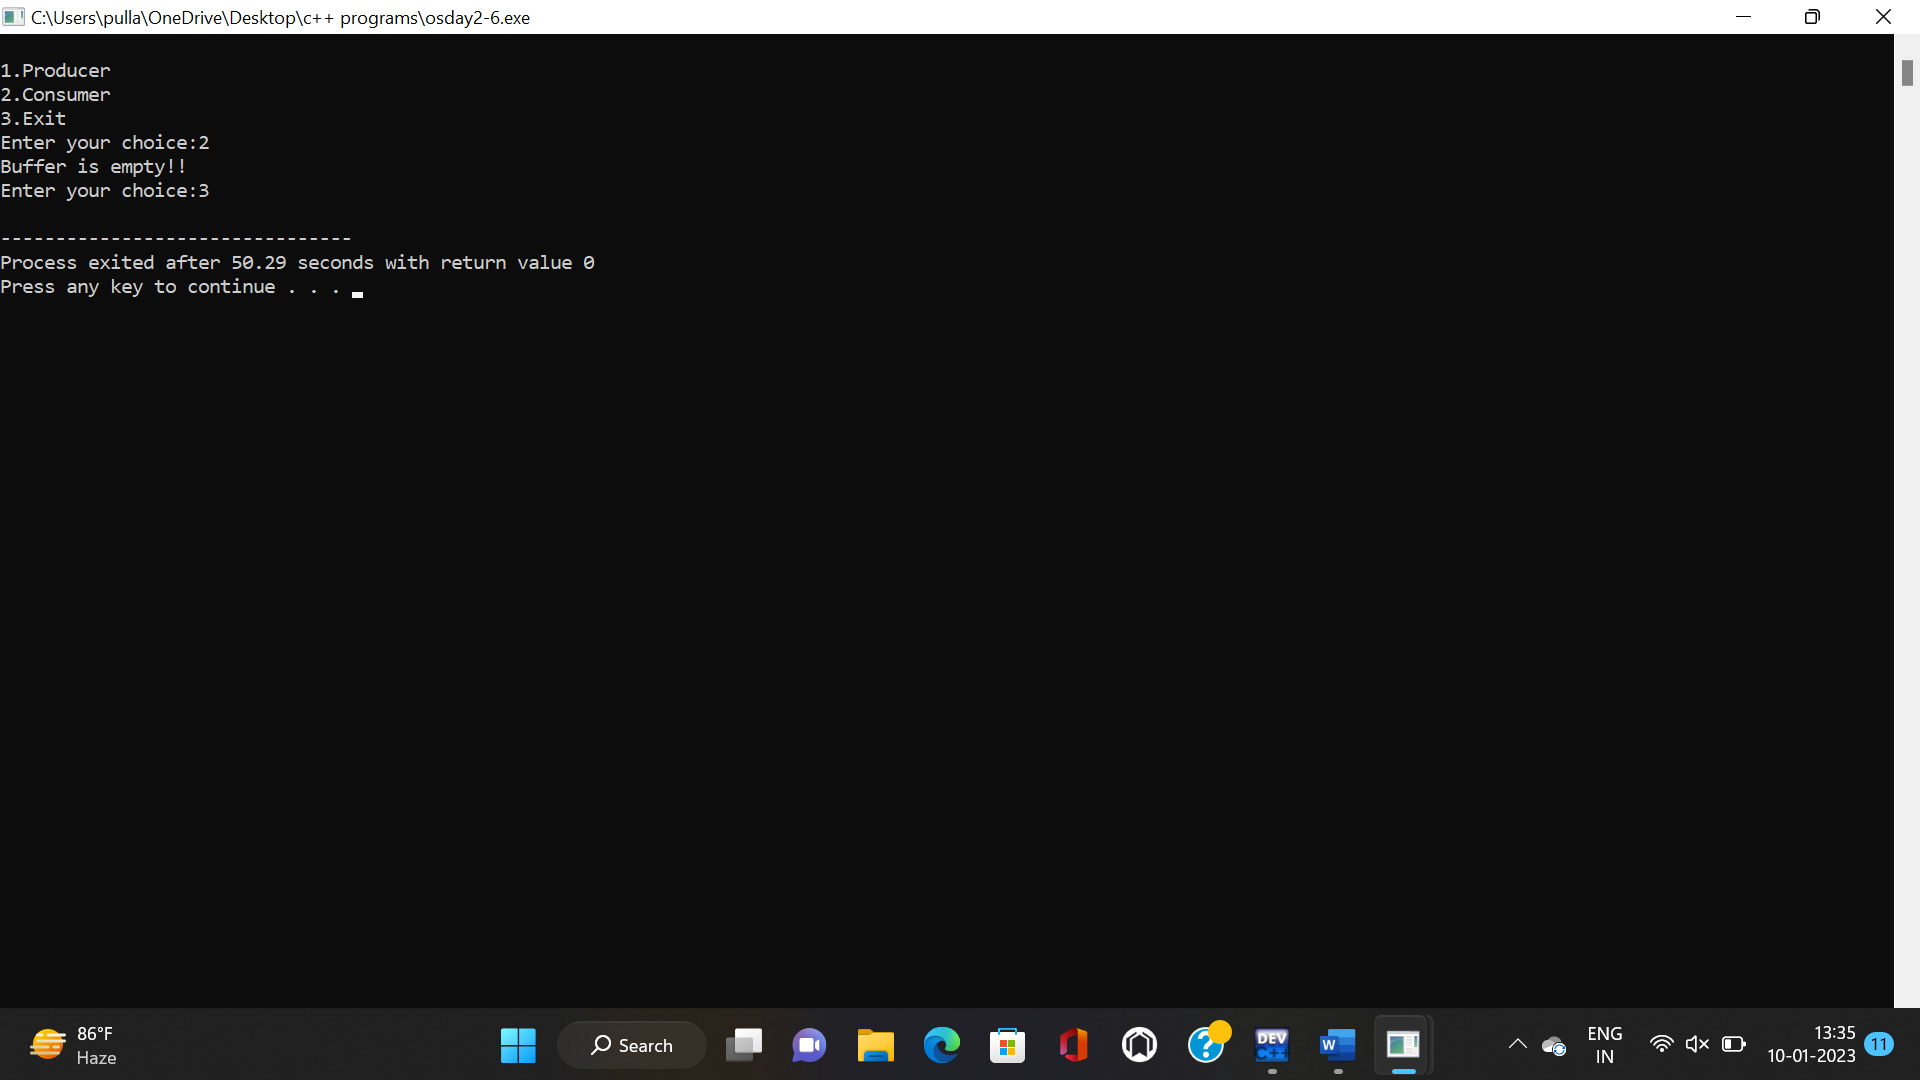 C:\Users\pulla\OneDrive\Desktop\c++ programs\osday2-6.exe
1.Producer
2.Consumer
3.Exit
Enter your choice:2
Buffer is empty!!
Enter your choice:3
--------------------------------
Process exited after 50.29 seconds with return value 0
Press any key to continue . . .
86°F
Haze
Search
DEV
C++
W
ENG
IN
13:35
10-01-2023
11